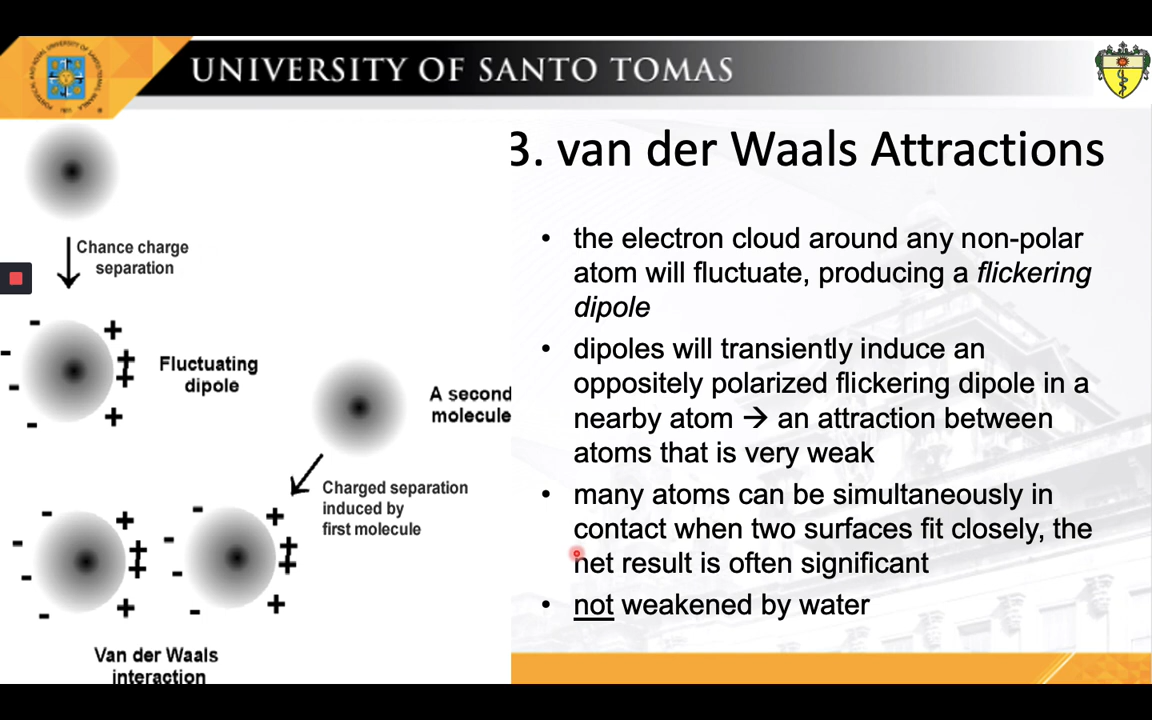 UNIVERSITY OF SANTO TOMAS
3. van der Waals Attractions
Chance charge
separation
Fluctuating
dipole
A second
molecule
Charged separation
induced by
first molecule
Van der Waals
interaction
• the electron cloud around any non-polar
atom will fluctuate, producing a flickering
dipole
• dipoles will transiently induce an
oppositely polarized flickering dipole in a
nearby atom → an attraction between
atoms that is very weak
• many atoms can be simultaneously in
contact when two surfaces fit closely, the
net result is often significant
• not weakened by water